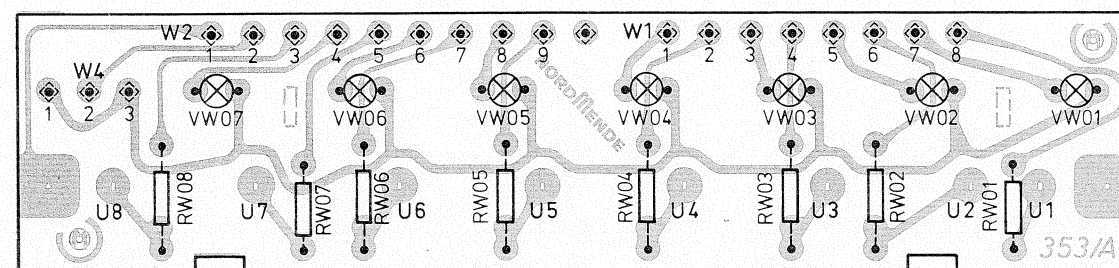 W2 W1
1 2 3 4 5 6 7 8 9 1 2 3 4 5 6 7 8
W4
1 2 3
VW07 VW06 VW05 VW04 VW03 VW02 VW01
NORDMENDE
RW08 RW07 RW06 RW05 RW04 RW03 RW02 RW01
U8 U7 U6 U5 U4 U3 U2 U1
353/A